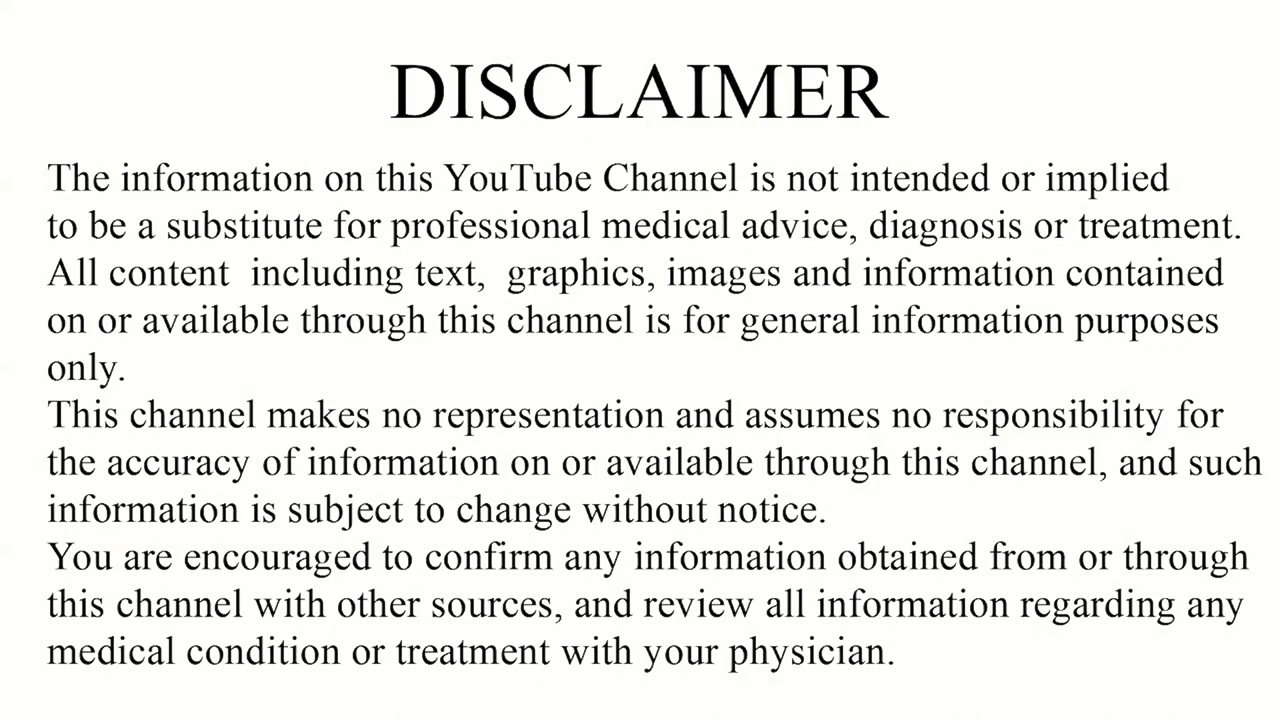 DISCLAIMER
The information on this YouTube Channel is not intended or implied
to be a substitute for professional medical advice, diagnosis or treatment.
All content  including text,  graphics, images and information contained
on or available through this channel is for general information purposes
only.
This channel makes no representation and assumes no responsibility for
the accuracy of information on or available through this channel, and such
information is subject to change without notice.
You are encouraged to confirm any information obtained from or through
this channel with other sources, and review all information regarding any
medical condition or treatment with your physician.